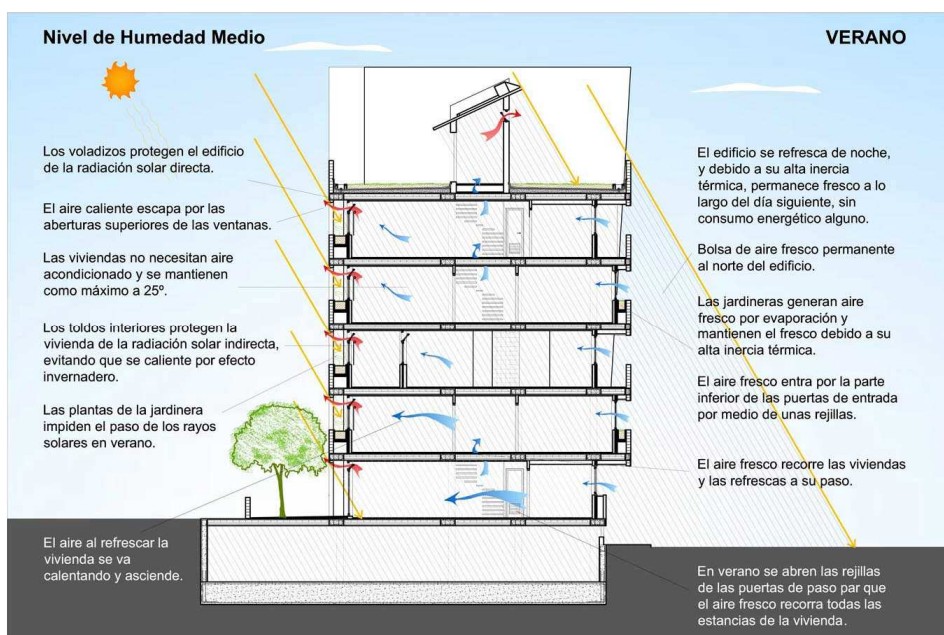 Nivel de Humedad Medio
VERANO
Los voladizos protegen el edificio
de la radiación solar directa.
El aire caliente escapa por las
aberturas superiores de las ventanas.
Las viviendas no necesitan aire
acondicionado y se mantienen
como máximo a 25º.
Los toldos interiores protegen la
vivienda de la radiación solar indirecta,
evitando que se caliente por efecto
invernadero.
Las plantas de la jardinera
impiden el paso de los rayos
solares en verano.
El aire al refrescar la
vivienda se va
calentando y asciende.
El edificio se refresca de noche,
y debido a su alta inercia
térmica, permanece fresco a lo
largo del día siguiente, sin
consumo energético alguno.
Bolsa de aire fresco permanente
al norte del edificio.
Las jardineras generan aire
fresco por evaporación y
mantienen el fresco debido a su
alta inercia térmica.
El aire fresco entra por la parte
inferior de las puertas de entrada
por medio de unas rejillas.
El aire fresco recorre las viviendas
y las refrescas a su paso.
En verano se abren las rejillas
de las puertas de paso par que
el aire fresco recorra todas las
estancias de la vivienda.